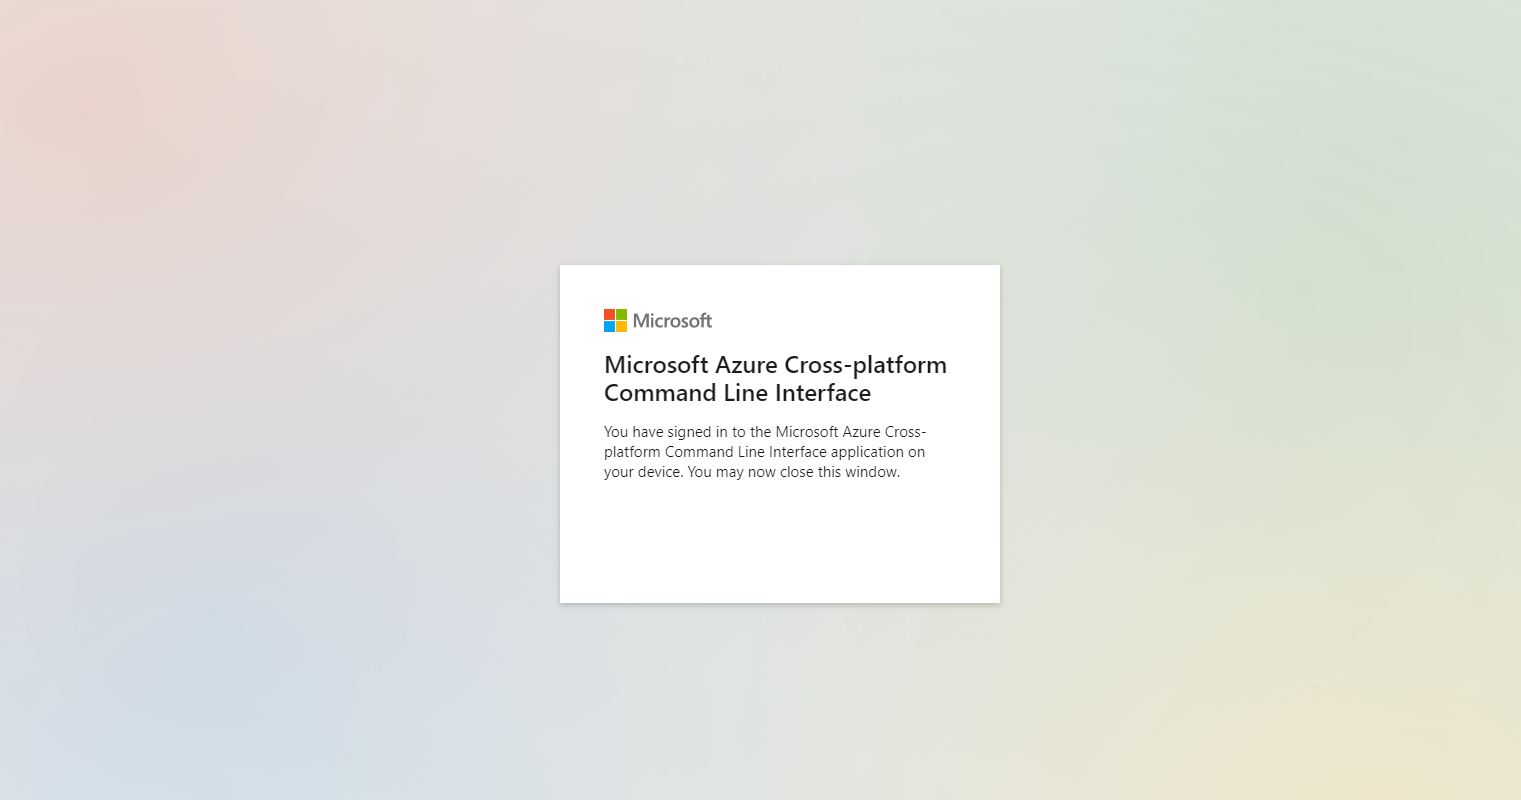 Microsoft
Microsoft Azure Cross-platform
Command Line Interface
You have signed in to the Microsoft Azure Cross-
platform Command Line Interface application on
your device. You may now close this window.